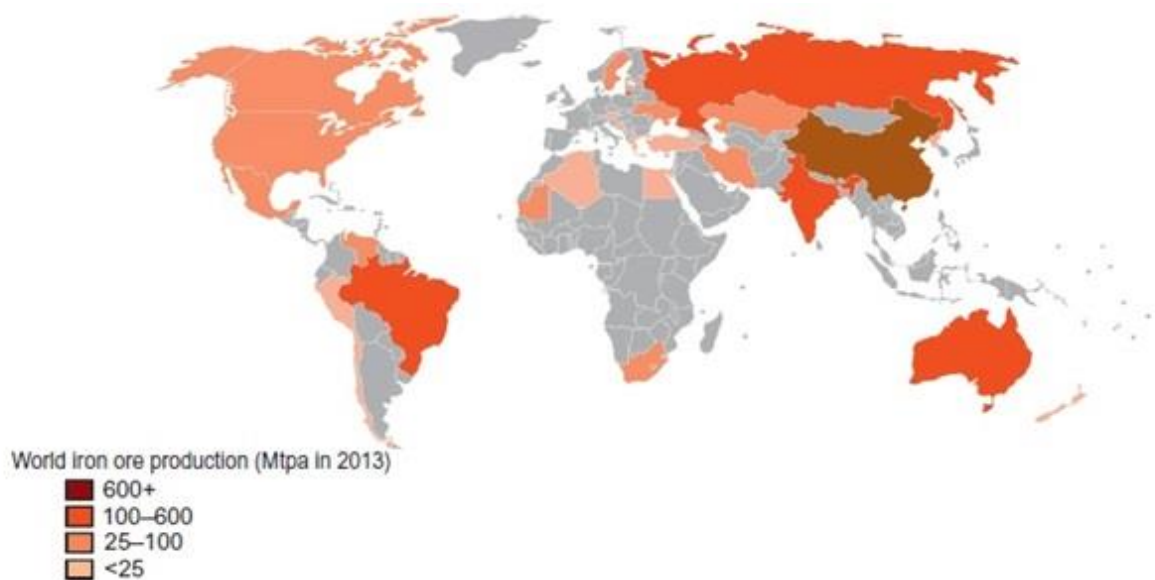 World iron ore production (Mtpa in 2013)
600+
100–600
25–100
<25